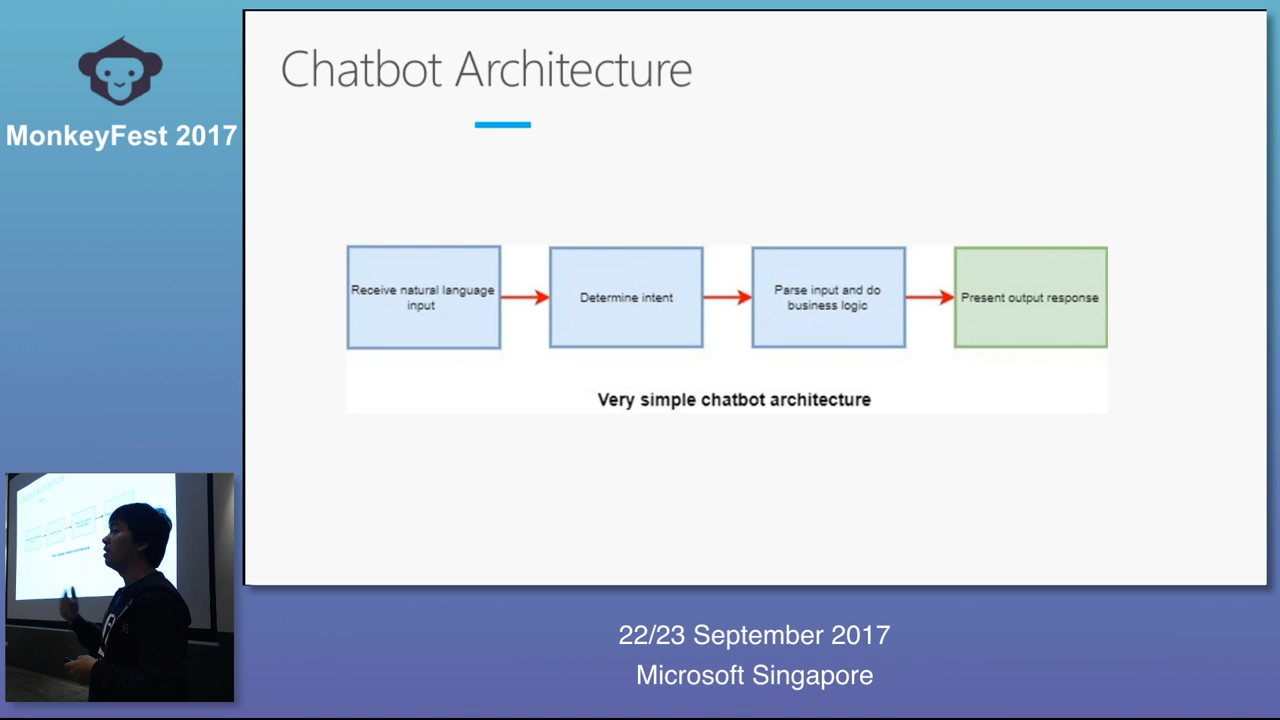 MonkeyFest 2017
Chatbot Architecture
Receive natural language
input
Determine intent
Parse input and do
business logic
Present output response
Very simple chatbot architecture
22/23 September 2017
Microsoft Singapore